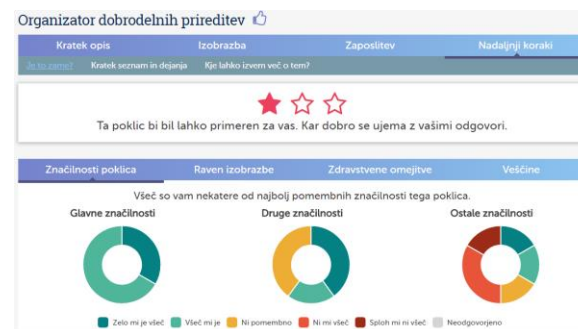 Organizator dobrodelnih prireditev
Kratek opis Izobrazba Zaposlitev Nadaljnji koraki
Je to zame? Kratek seznam in dejanja Kje lahko izvem več o tem?
Ta poklic bi bil lahko primeren za vas. Kar dobro se ujema z vašimi odgovori.
Značilnosti poklica Raven izobrazbe Zdravstvene omejitve Veščine
Všeč so vam nekatere od najbolj pomembnih značilnosti tega poklica.
Glavne značilnosti Druge značilnosti Ostale značilnosti
Zelo mi je všeč Všeč mi je Ni pomembno Ni mi všeč Sploh mi ni všeč Neodgovorjeno